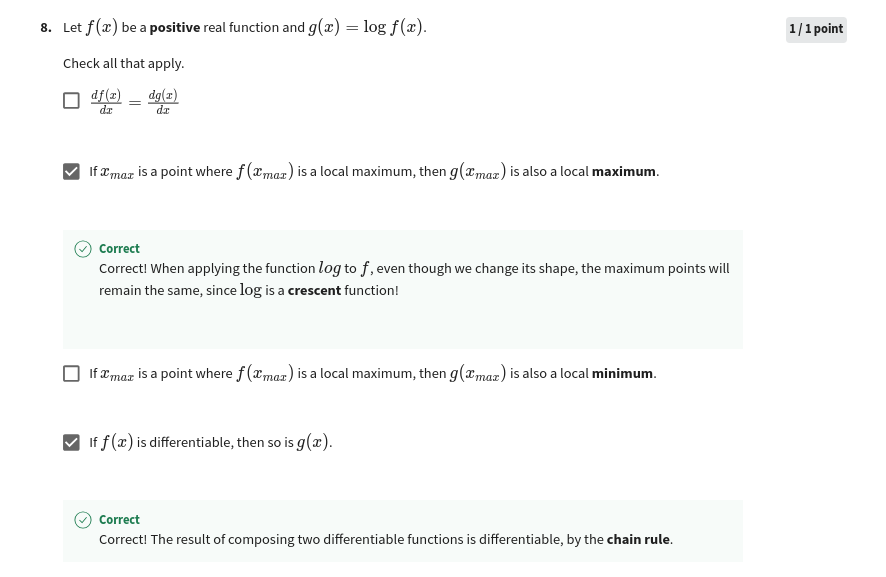 8. Let f(x) be a positive real function and g(x) = log f(x).
1 / 1 point
Check all that apply.
df(x)/dx = dg(x)/dx
If x_max is a point where f(x_max) is a local maximum, then g(x_max) is also a local maximum.
Correct
Correct! When applying the function log to f, even though we change its shape, the maximum points will
remain the same, since log is a crescent function!
If x_max is a point where f(x_max) is a local maximum, then g(x_max) is also a local minimum.
If f(x) is differentiable, then so is g(x).
Correct
Correct! The result of composing two differentiable functions is differentiable, by the chain rule.